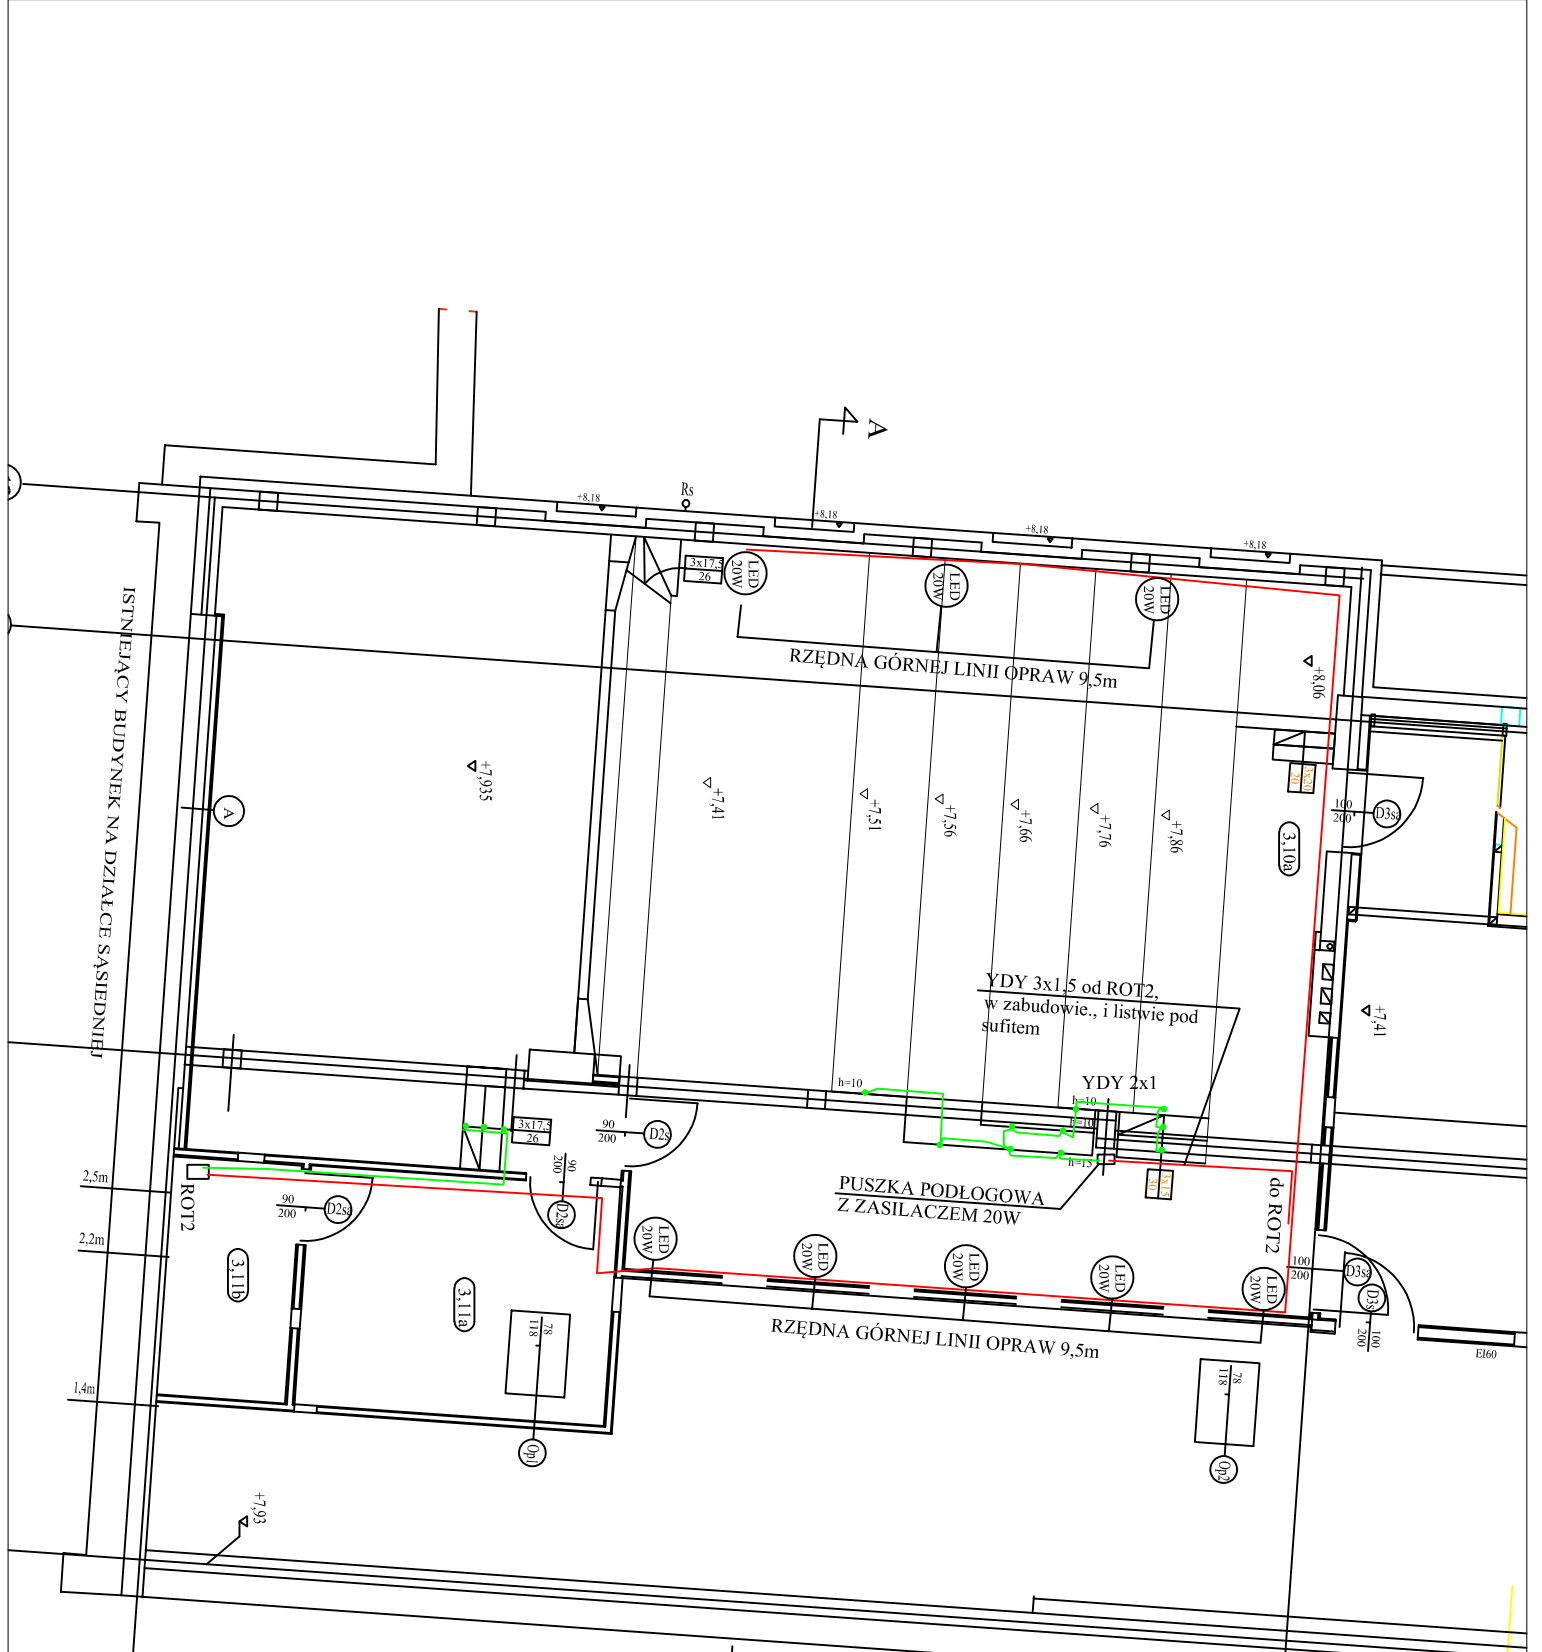 A
Rs
+8,18
+8,18
+8,18
+8,18
3x17,5
26
LED
20W
LED
20W
LED
20W
RZĘDNA GÓRNEJ LINII OPRAW 9,5m
+8,06
ISTNIEJĄCY BUDYNEK NA DZIAŁCE SĄSIEDNIEJ
A
+7,935
+7,41
+7,51
+7,56
+7,66
+7,76
+7,86
3x20
20
100
200
D3sa
3,10a
YDY 3x1,5 od ROT2,
w zabudowie., i listwie pod
sufitem
+7,41
h=10
YDY 2x1
h=10
h=10
h=15
3x17,5
26
90
200
D2s
90
200
D2sa
90
200
D2sa
2,5m
ROT2
2,2m
1,4m
3,11b
3,11a
PUSZKA PODŁOGOWA
Z ZASILACZEM 20W
3x15
30
do ROT2
LED
20W
LED
20W
LED
20W
LED
20W
LED
20W
100
200
D3sa
D3s
100
200
EI60
RZĘDNA GÓRNEJ LINII OPRAW 9,5m
78
118
Op1
78
118
Op2
+7,93